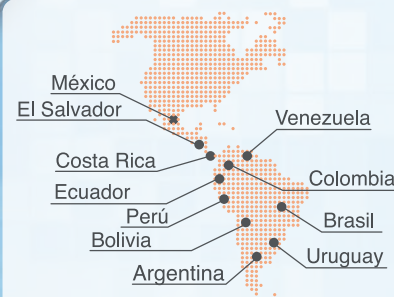 México
El Salvador
Venezuela
Costa Rica
Colombia
Ecuador
Perú
Brasil
Bolivia
Uruguay
Argentina